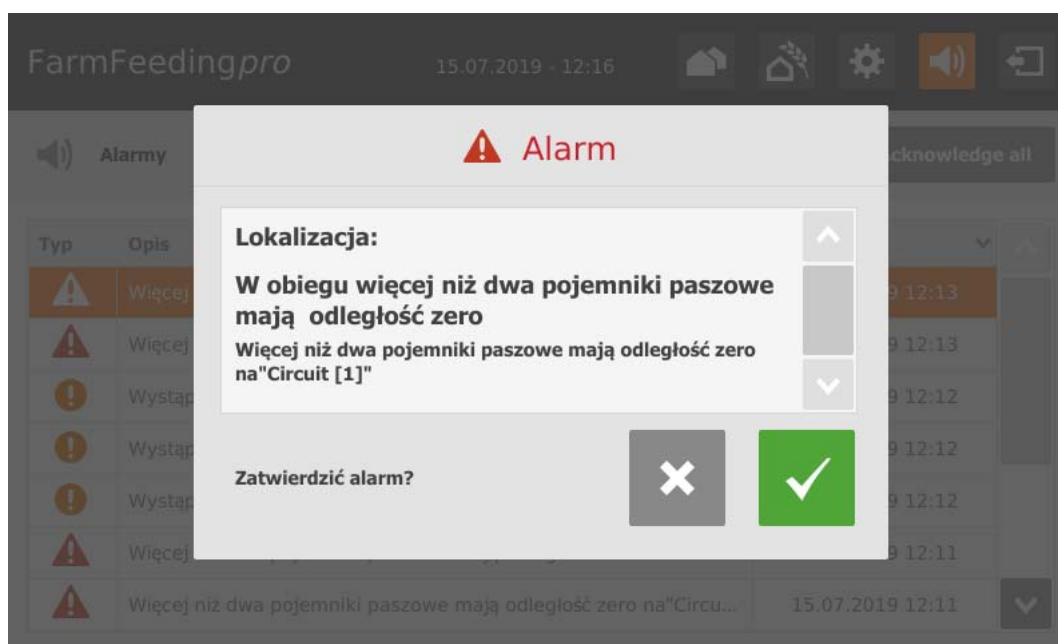 FarmFeedingpro
15.07.2019 - 12:16
Alarm
Alarmy
cknowledge all
Typ
Opis
Lokalizacja:
W obiegu więcej niż dwa pojemniki paszowe
mają odległość zero
Więcej niż dwa pojemniki paszowe mają odległość zero
na"Circuit [1]"
Więcej
9 12:13
Więcej
9 12:13
Wystąp
9 12:12
Wystąp
9 12:12
Zatwierdzić alarm?
Wystąp
9 12:12
Więcej
9 12:11
Więcej niż dwa pojemniki paszowe mają odległość zero na"Circu...
15.07.2019 12:11